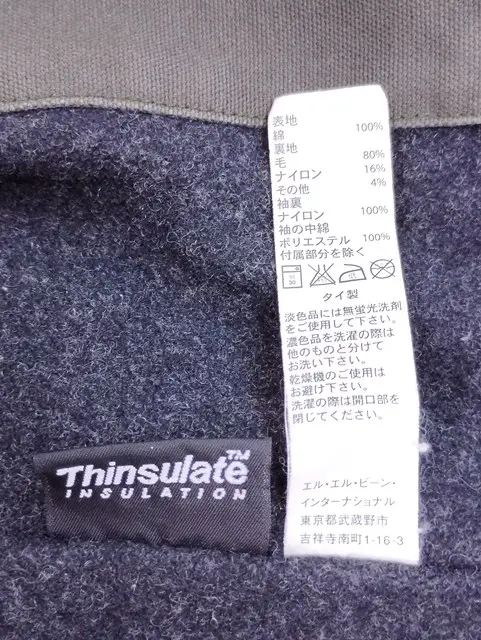 表地
綿 100%
裏地
毛 80%
ナイロン 16%
その他 4%
袖裏
ナイロン 100%
袖の中綿
ポリエステル 100%
付属部分を除く
タイ製
淡色品には無蛍光洗剤
をご使用して下さい。
濃色品を洗濯の際は
他のものと分けて
お洗い下さい。
乾燥機のご使用は
お避け下さい。
洗濯の際は開口部を
閉じてください。
エル・エル・ビーン・
インターナショナル
東京都武蔵野市
吉祥寺南町1-16-3
Thinsulate™
INSULATION